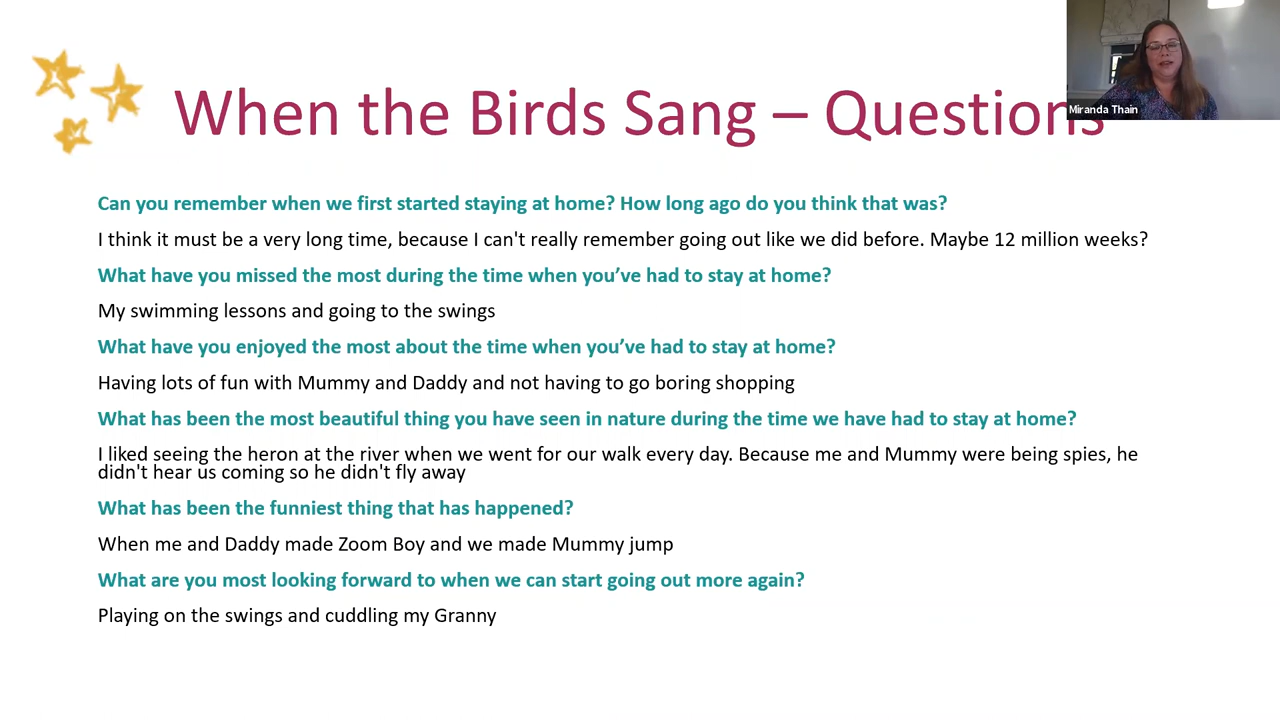 When the Birds Sang – Questions
Miranda Thain
Can you remember when we first started staying at home? How long ago do you think that was?
I think it must be a very long time, because I can't really remember going out like we did before. Maybe 12 million weeks?
What have you missed the most during the time when you’ve had to stay at home?
My swimming lessons and going to the swings
What have you enjoyed the most about the time when you’ve had to stay at home?
Having lots of fun with Mummy and Daddy and not having to go boring shopping
What has been the most beautiful thing you have seen in nature during the time we have had to stay at home?
I liked seeing the heron at the river when we went for our walk every day. Because me and Mummy were being spies, he
didn't hear us coming so he didn't fly away
What has been the funniest thing that has happened?
When me and Daddy made Zoom Boy and we made Mummy jump
What are you most looking forward to when we can start going out more again?
Playing on the swings and cuddling my Granny